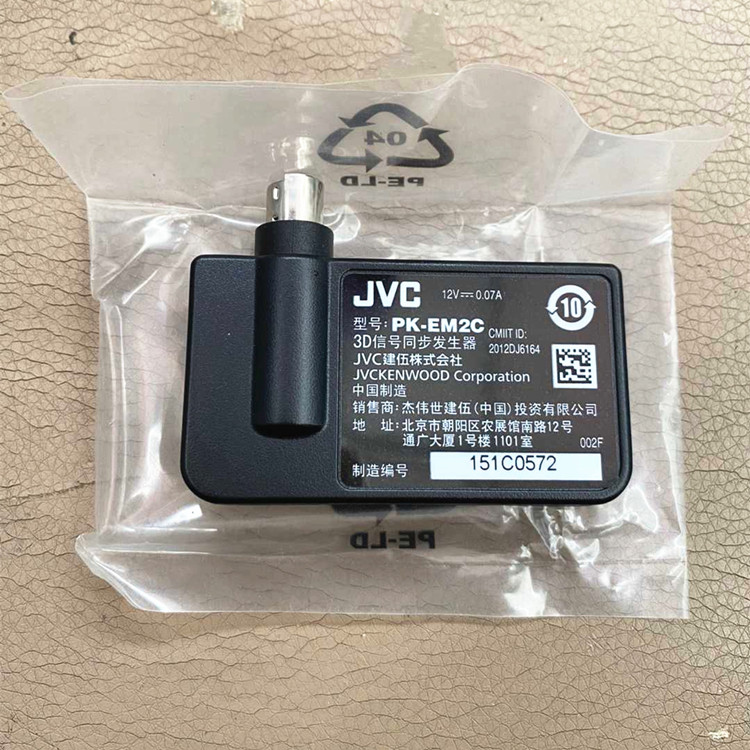 04
PE-LD
JVC
12V⎓0.07A
10
型号: PK-EM2C
CMIIT ID:
2012DJ6164
3D信号同步发生器
JVC建伍株式会社
JVCKENWOOD Corporation
中国制造
销售商: 杰伟世建伍(中国)投资有限公司
地 址: 北京市朝阳区农展馆南路12号
通广大厦1号楼1101室
002F
制造编号
151C0572
PE-LD